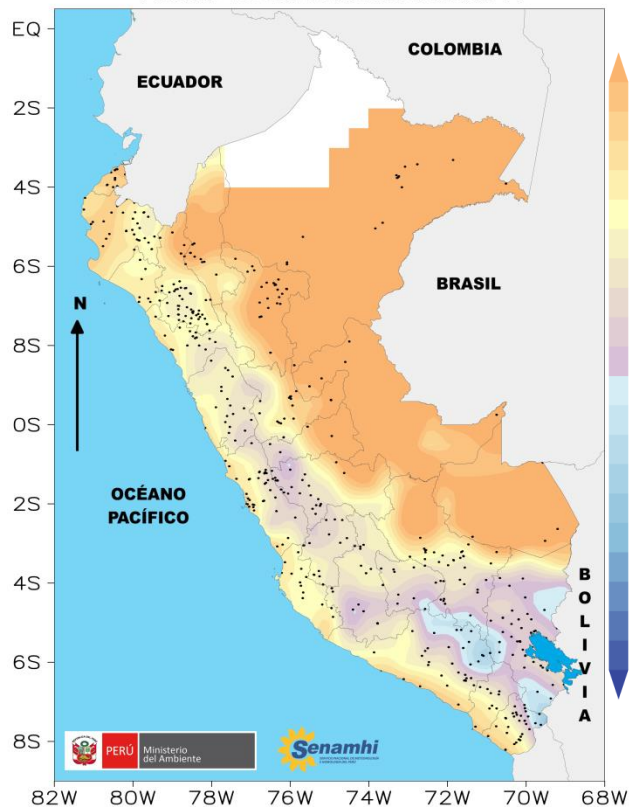 EQ
COLOMBIA
ECUADOR
2S
4S
BRASIL
6S
N
8S
0S
OCÉANO
PACÍFICO
2S
4S
B
O
L
I
V
I
A
6S
8S
PERÚ
Ministerio
del Ambiente
Senamhi
82W 80W 78W 76W 74W 72W 70W 68W